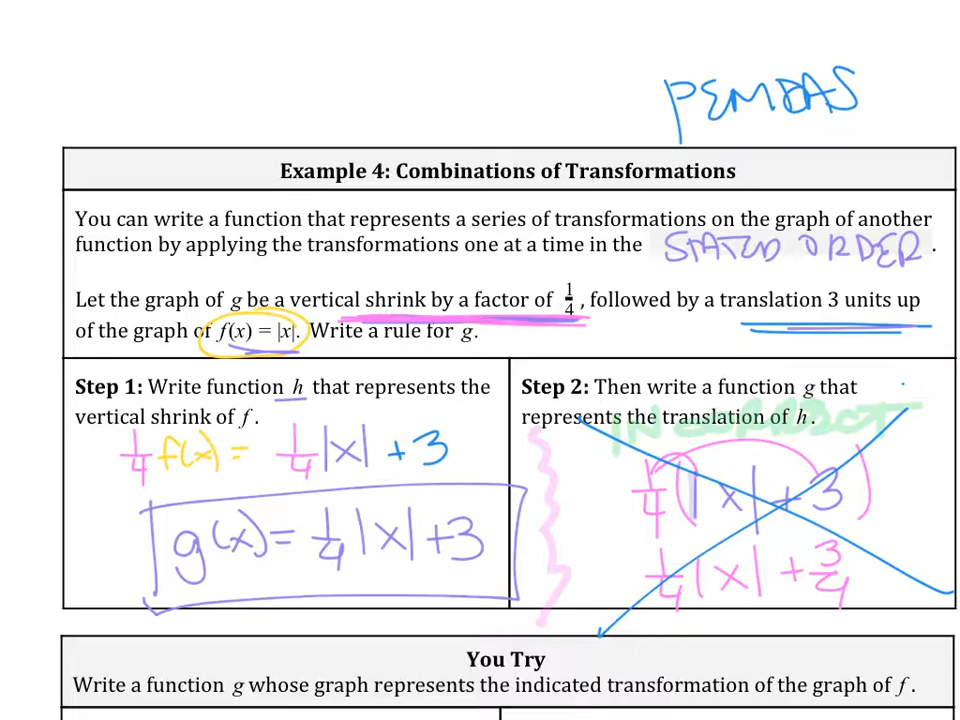 PEMDAS
Example 4: Combinations of Transformations
You can write a function that represents a series of transformations on the graph of another
function by applying the transformations one at a time in the STATED ORDER.
Let the graph of g be a vertical shrink by a factor of 1/4, followed by a translation 3 units up
of the graph of f(x) = |x|. Write a rule for g.
Step 1: Write function h that represents the
vertical shrink of f.
1/4 f(x) = 1/4 |x| + 3
g(x) = 1/4 |x| + 3
Step 2: Then write a function g that
represents the translation of h.
INCORRECT
1/4 (|x| + 3)
1/4 |x| + 3/4
You Try
Write a function g whose graph represents the indicated transformation of the graph of f.